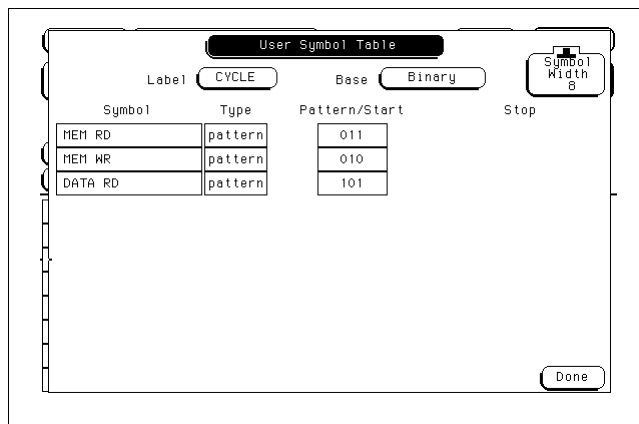 User Symbol Table
Label CYCLE Base Binary
Symbol Width 8
Symbol Type Pattern/Start Stop
MEM RD pattern 011
MEM WR pattern 010
DATA RD pattern 101
Done